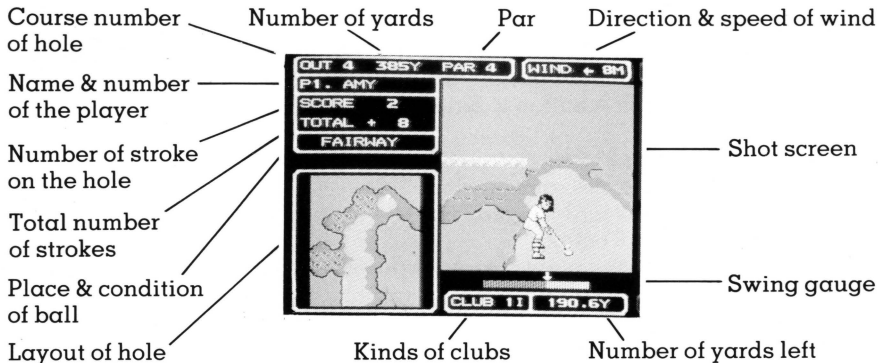 Course number
of hole
Number of yards
Par
Direction & speed of wind
Name & number
of the player
Number of stroke
on the hole
Total number
of strokes
Place & condition
of ball
Layout of hole
OUT 4 385Y PAR 4
WIND ← 8M
P1. AMY
SCORE 2
TOTAL + 8
FAIRWAY
CLUB 1I
190.6Y
Shot screen
Swing gauge
Kinds of clubs
Number of yards left